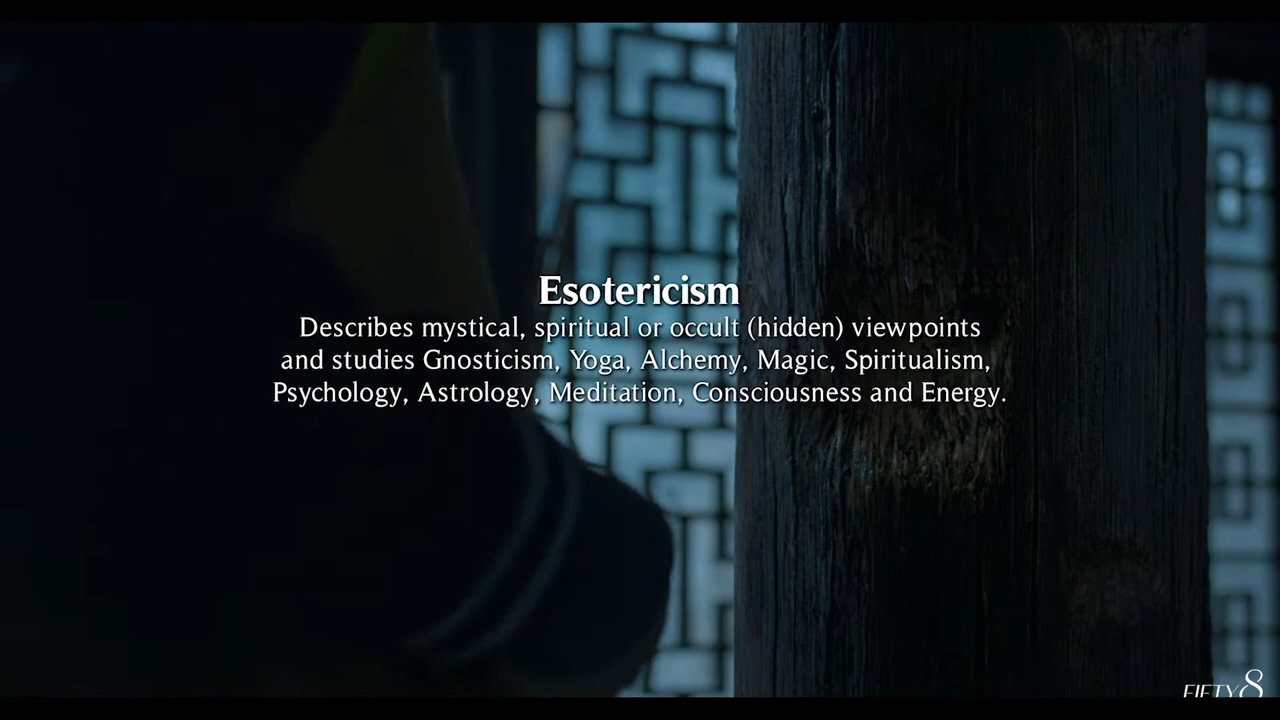 Esotericism
Describes mystical, spiritual or occult (hidden) viewpoints
and studies Gnosticism, Yoga, Alchemy, Magic, Spiritualism,
Psychology, Astrology, Meditation, Consciousness and Energy.
FIFTY8